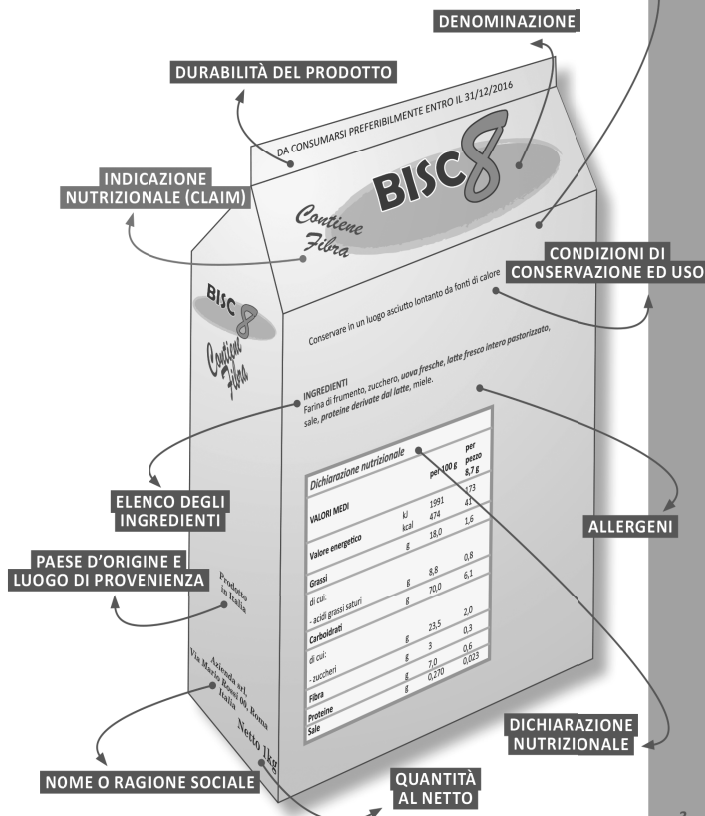 DENOMINAZIONE
DURABILITÀ DEL PRODOTTO
DA CONSUMARSI PREFERIBILMENTE ENTRO IL 31/12/2016
BISC8
INDICAZIONE
NUTRIZIONALE (CLAIM)
Contiene
Fibra
CONDIZIONI DI
CONSERVAZIONE ED USO
Conservare in un luogo asciutto lontanto da fonti di calore
BISC8
Contiene
Fibra
INGREDIENTI
Farina di frumento, zucchero, uova fresche, latte fresco intero pastorizzato,
sale, proteine derivate dal latte, miele.
Dichiarazione nutrizionale
VALORI MEDI per 100 g per pezzo 8,7 g
Valore energetico kJ 1991 173
kcal 474 41
Grassi g 18,0 1,6
di cui:
- acidi grassi saturi g 8,8 0,8
Carboidrati g 70,0 6,1
di cui:
- zuccheri g 23,5 2,0
Fibra g 3 0,3
Proteine g 7,0 0,6
Sale g 0,270 0,023
ELENCO DEGLI
INGREDIENTI
ALLERGENI
PAESE D'ORIGINE E
LUOGO DI PROVENIENZA
Prodotto
in Italia
Azienda srl.
Via Mario Rossi 00, Roma
Italia
Netto 1kg
DICHIARAZIONE
NUTRIZIONALE
NOME O RAGIONE SOCIALE
QUANTITÀ
AL NETTO